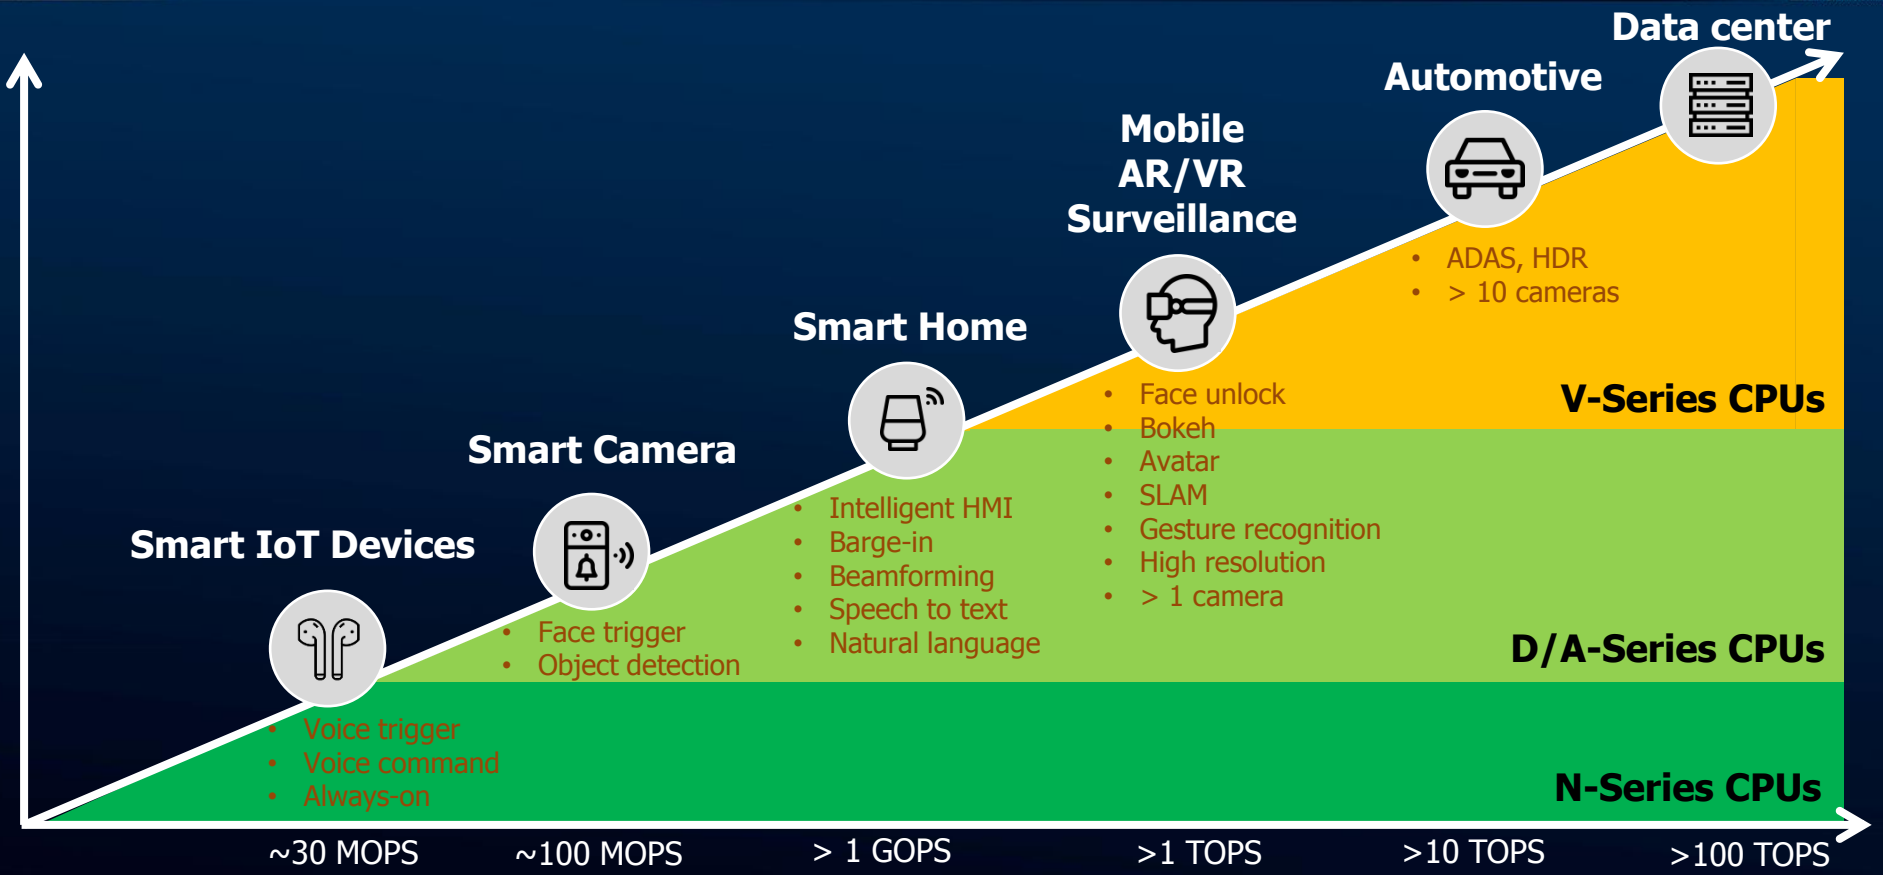 Data center
Automotive
Mobile
AR/VR
Surveillance
• ADAS, HDR
• > 10 cameras
Smart Home
• Face unlock
• Bokeh
• Avatar
• SLAM
• Gesture recognition
• High resolution
• > 1 camera
V-Series CPUs
Smart Camera
• Intelligent HMI
• Barge-in
• Beamforming
• Speech to text
• Natural language
Smart IoT Devices
• Face trigger
• Object detection
D/A-Series CPUs
• Voice trigger
• Voice command
• Always-on
N-Series CPUs
~30 MOPS
~100 MOPS
> 1 GOPS
>1 TOPS
>10 TOPS
>100 TOPS